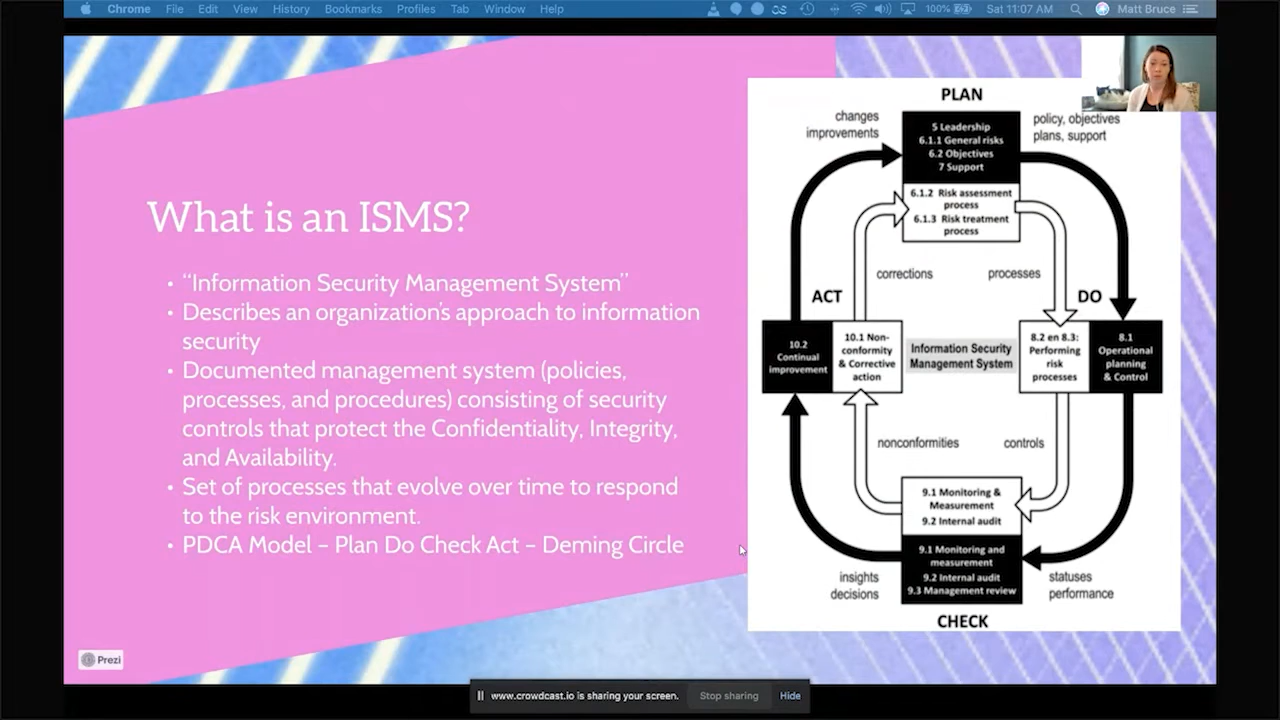 Chrome File Edit View History Bookmarks Profiles Tab Window Help 100% Sat 11:07 AM Matt Bruce
What is an ISMS?
• “Information Security Management System”
• Describes an organization's approach to information
security
• Documented management system (policies,
processes, and procedures) consisting of security
controls that protect the Confidentiality, Integrity,
and Availability.
• Set of processes that evolve over time to respond
to the risk environment.
• PDCA Model – Plan Do Check Act – Deming Circle
PLAN
changes
improvements
5 Leadership
6.1.1 General risks
6.2 Objectives
7 Support
policy, objectives
plans, support
6.1.2 Risk assessment
process
6.1.3 Risk treatment
process
corrections
processes
ACT
DO
10.2
Continual
improvement
10.1 Non-
conformity
& Corrective
action
Information Security
Management System
8.2 en 8.3:
Performing
risk
processes
8.1
Operational
planning
& Control
nonconformities
controls
9.1 Monitoring &
Measurement
9.2 Internal audit
9.1 Monitoring and
measurement
9.2 Internal audit
9.3 Management review
insights
decisions
statuses
performance
CHECK
Prezi
www.crowdcast.io is sharing your screen. Stop sharing Hide